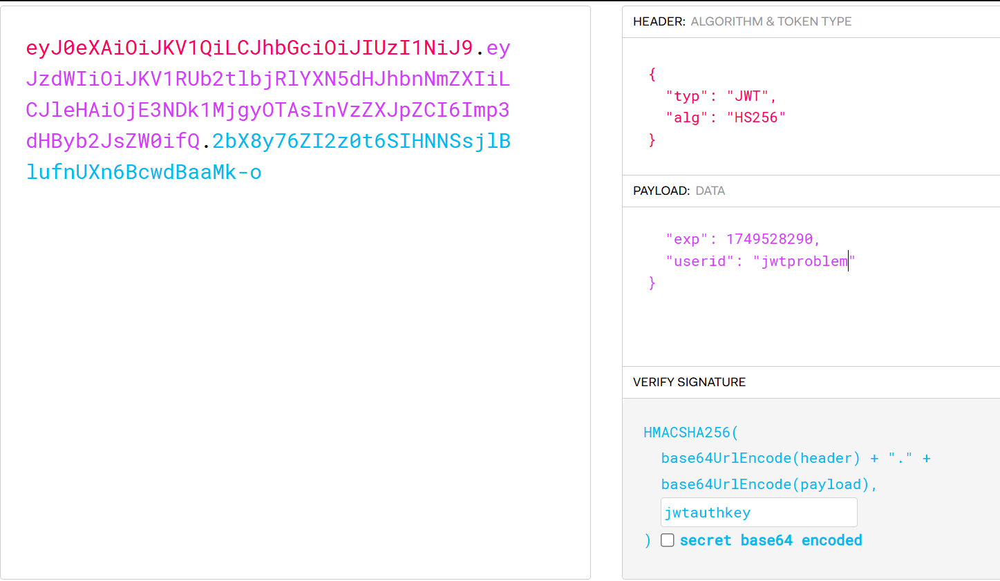 eyJ0eXAiOiJKV1QiLCJhbGciOiJIUzI1NiJ9.ey
JzdWIiOiJKV1RUb2tlbjRlYXN5dHJhbnNmZXIiL
CJleHAiOjE3NDk1MjgyOTAsInVzZXJpZCI6Imp3
dHByb2JsZW0ifQ.2bX8y76ZI2z0t6SIHNNSsjlB
lufnUXn6BcwdBaaMk-o
HEADER: ALGORITHM & TOKEN TYPE
{
"typ": "JWT",
"alg": "HS256"
}
PAYLOAD: DATA
"exp": 1749528290,
"userid": "jwtproblem"
}
VERIFY SIGNATURE
HMACSHA256(
base64UrlEncode(header) + "." +
base64UrlEncode(payload),
jwtauthkey
) secret base64 encoded